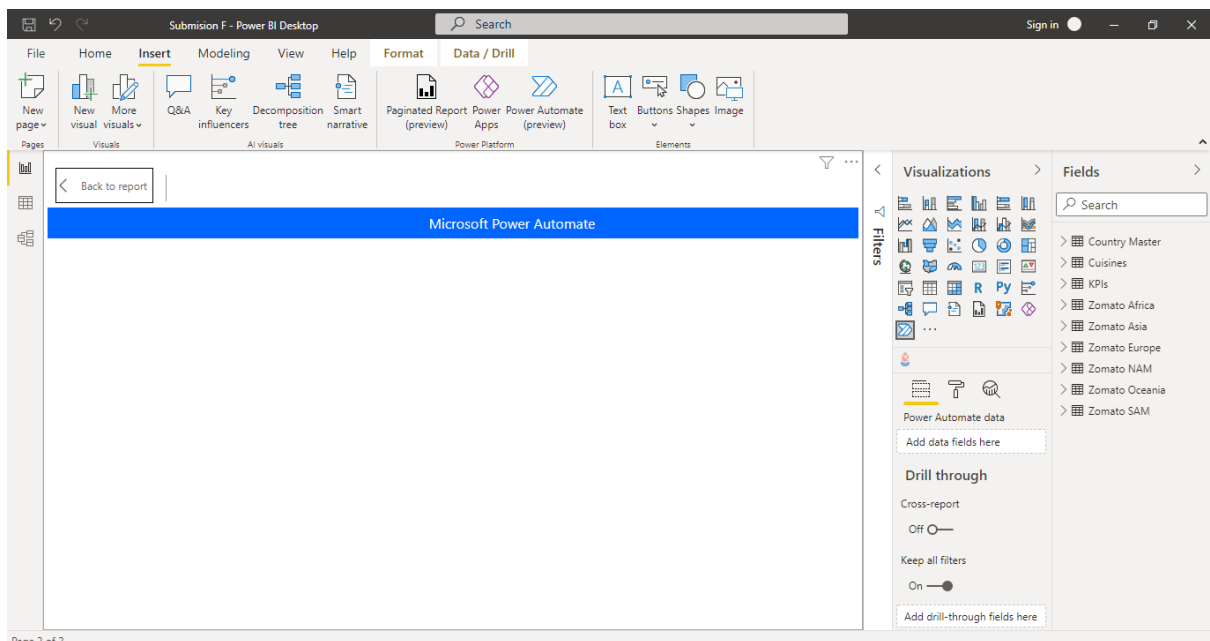 Submision F - Power BI Desktop
Search
Sign in
File Home Insert Modeling View Help Format Data / Drill
New page
New visual
More visuals
Q&A
Key influencers
Decomposition tree
Smart narrative
Paginated Report (preview)
Power Apps
Power Automate (preview)
Text box
Buttons
Shapes
Image
Pages Visuals AI visuals Power Platform Elements
Back to report
Microsoft Power Automate
Filters
Visualizations
R Py
Power Automate data
Add data fields here
Drill through
Cross-report
Off
Keep all filters
On
Add drill-through fields here
Fields
Search
Country Master
Cuisines
KPIs
Zomato Africa
Zomato Asia
Zomato Europe
Zomato NAM
Zomato Oceania
Zomato SAM